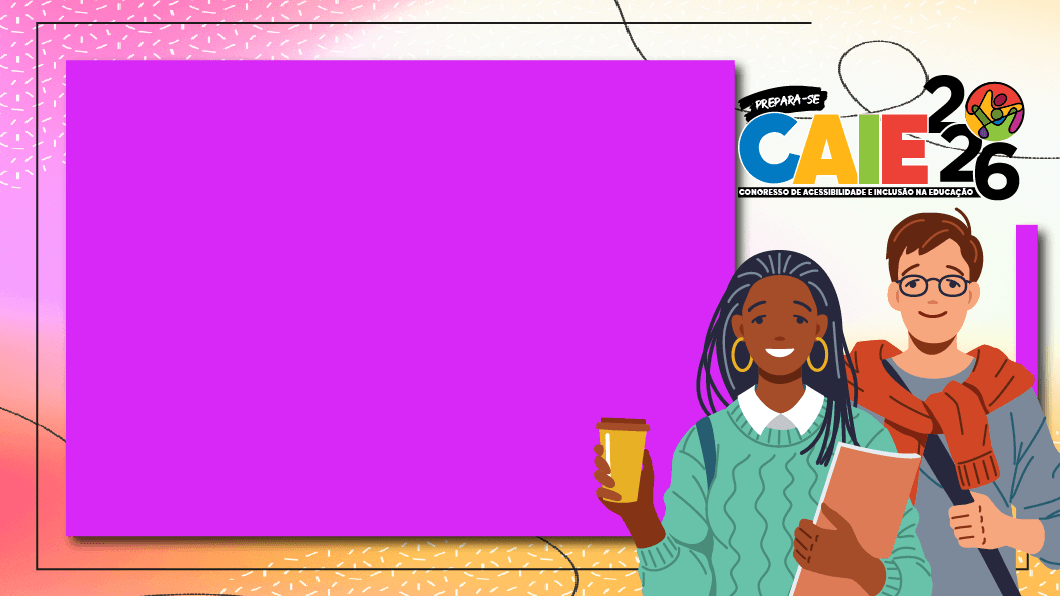 PREPARA-SE
CAIE 2026
CONGRESSO DE ACESSIBILIDADE E INCLUSÃO NA EDUCAÇÃO